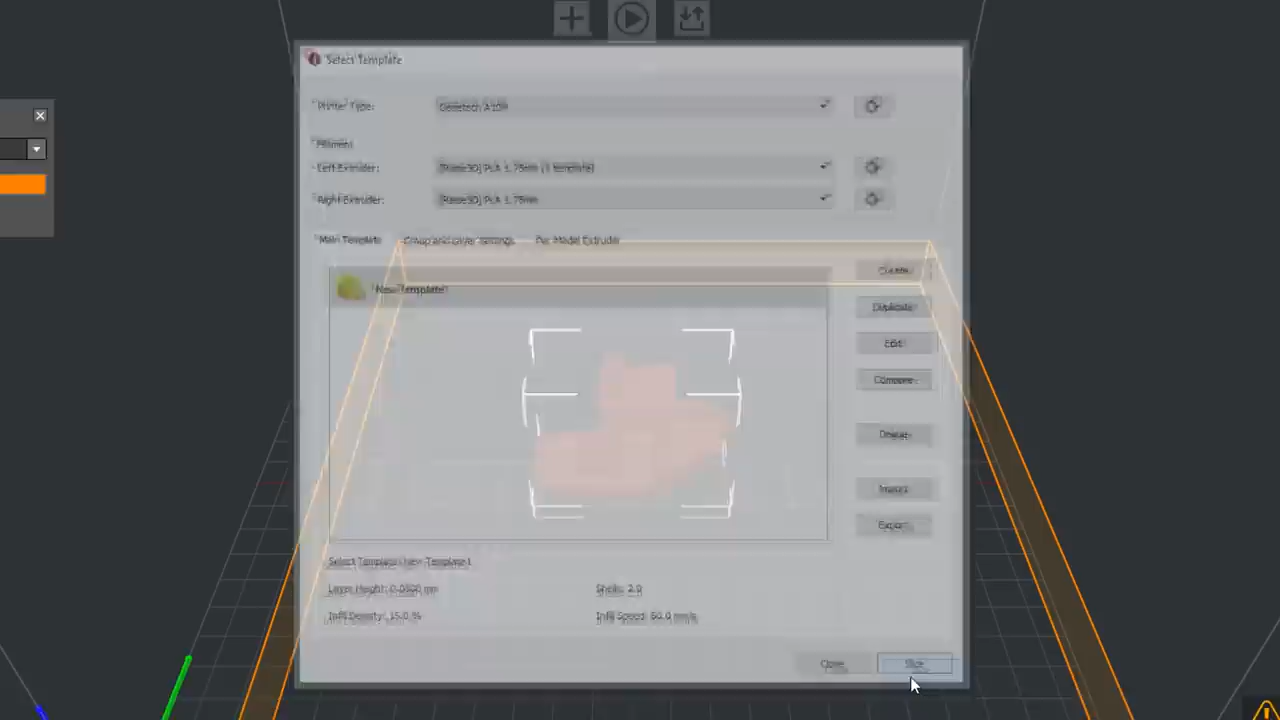 Select Template
Printer Type: Geeetech A10M
Filament
Left Extruder: [Raise3D] PLA 1.75mm (1 template)
Right Extruder: [Raise3D] PLA 1.75mm
Main Template Group and Layer Settings Per Model Extruder
New Template
Create
Duplicate
Edit
Compare
Delete
Import
Export
Select Template (New Template)
Layer Height: 0.0500 mm Shells: 2.0
Infill Density: 15.0 % Infill Speed: 60.0 mm/s
Close Slice